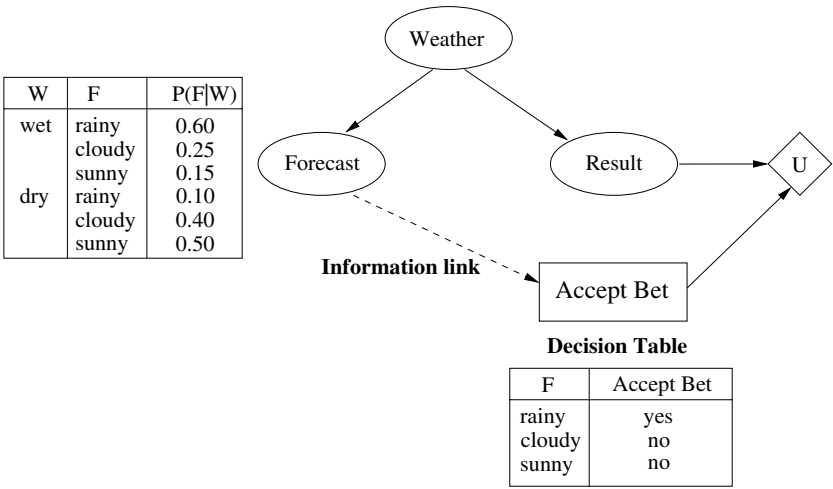 Weather
W F P(F|W)
wet rainy 0.60
cloudy 0.25
sunny 0.15
dry rainy 0.10
cloudy 0.40
sunny 0.50
Forecast
Result
U
Information link
Accept Bet
Decision Table
F Accept Bet
rainy yes
cloudy no
sunny no